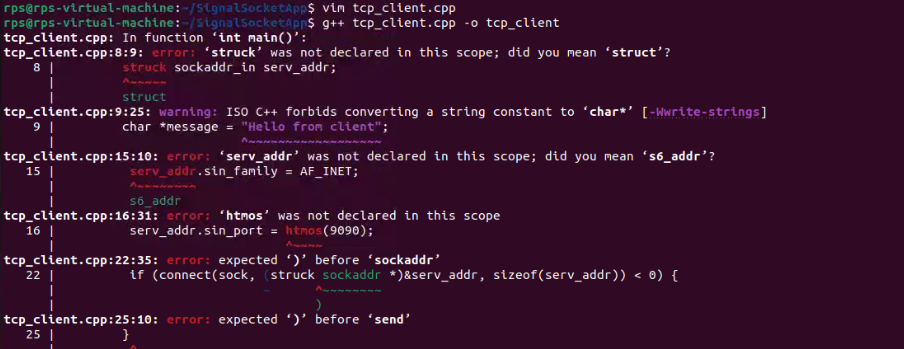 rps@rps-virtual-machine:~/SignalSocketApp$ vim tcp_client.cpp
rps@rps-virtual-machine:~/SignalSocketApp$ g++ tcp_client.cpp -o tcp_client
tcp_client.cpp: In function ‘int main()’:
tcp_client.cpp:8:9: error: ‘struck’ was not declared in this scope; did you mean ‘struct’?
    8 |         struck sockaddr_in serv_addr;
      |         ^~~~~~
      |         struct
tcp_client.cpp:9:25: warning: ISO C++ forbids converting a string constant to ‘char*’ [-Wwrite-strings]
    9 |         char *message = "Hello from client";
      |                         ^~~~~~~~~~~~~~~~~~~
tcp_client.cpp:15:10: error: ‘serv_addr’ was not declared in this scope; did you mean ‘s6_addr’?
   15 |          serv_addr.sin_family = AF_INET;
      |          ^~~~~~~~~
      |          s6_addr
tcp_client.cpp:16:31: error: ‘htmos’ was not declared in this scope
   16 |          serv_addr.sin_port = htmos(9090);
      |                               ^~~~~
tcp_client.cpp:22:35: error: expected ‘)’ before ‘sockaddr’
   22 |          if (connect(sock, (struck sockaddr *)&serv_addr, sizeof(serv_addr)) < 0) {
      |                            ~      ^~~~~~~~~
      |                                   )
tcp_client.cpp:25:10: error: expected ‘)’ before ‘send’
   25 |         }
      |          ^